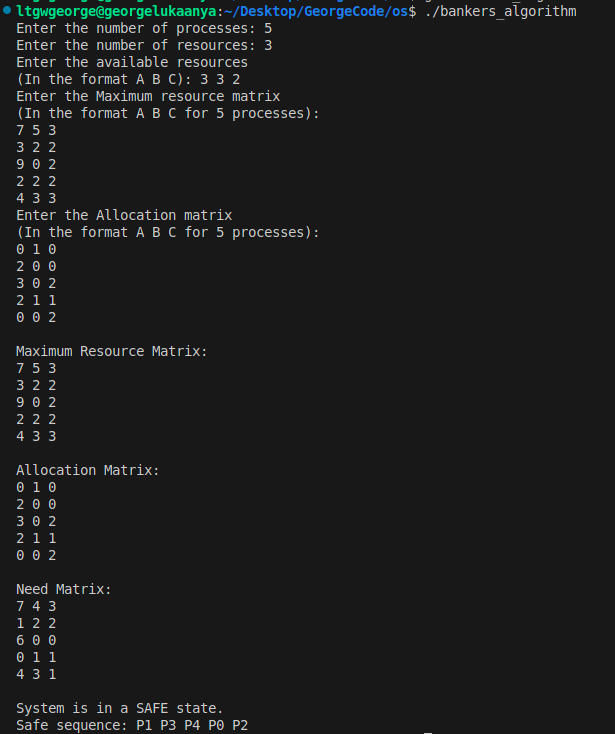 ltgwgeorge@georgelukaanya:~/Desktop/GeorgeCode/os$ ./bankers_algorithm
Enter the number of processes: 5
Enter the number of resources: 3
Enter the available resources
(In the format A B C): 3 3 2
Enter the Maximum resource matrix
(In the format A B C for 5 processes):
7 5 3
3 2 2
9 0 2
2 2 2
4 3 3
Enter the Allocation matrix
(In the format A B C for 5 processes):
0 1 0
2 0 0
3 0 2
2 1 1
0 0 2
Maximum Resource Matrix:
7 5 3
3 2 2
9 0 2
2 2 2
4 3 3
Allocation Matrix:
0 1 0
2 0 0
3 0 2
2 1 1
0 0 2
Need Matrix:
7 4 3
1 2 2
6 0 0
0 1 1
4 3 1
System is in a SAFE state.
Safe sequence: P1 P3 P4 P0 P2